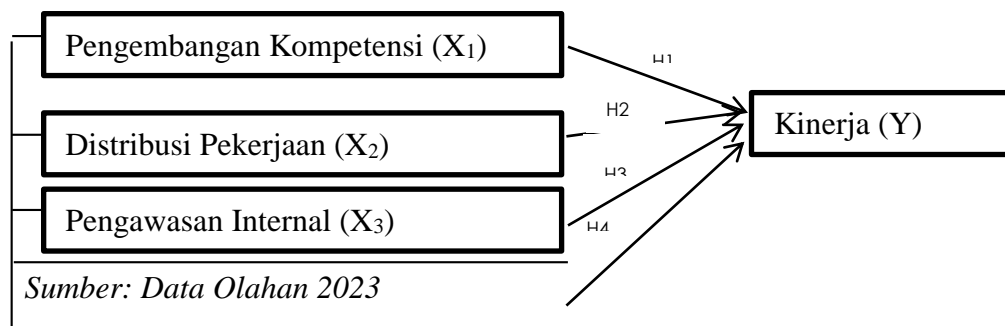 Pengembangan Kompetensi (X₁)
H1
H2
Kinerja (Y)
Distribusi Pekerjaan (X₂)
H3
Pengawasan Internal (X₃)
H4
Sumber: Data Olahan 2023